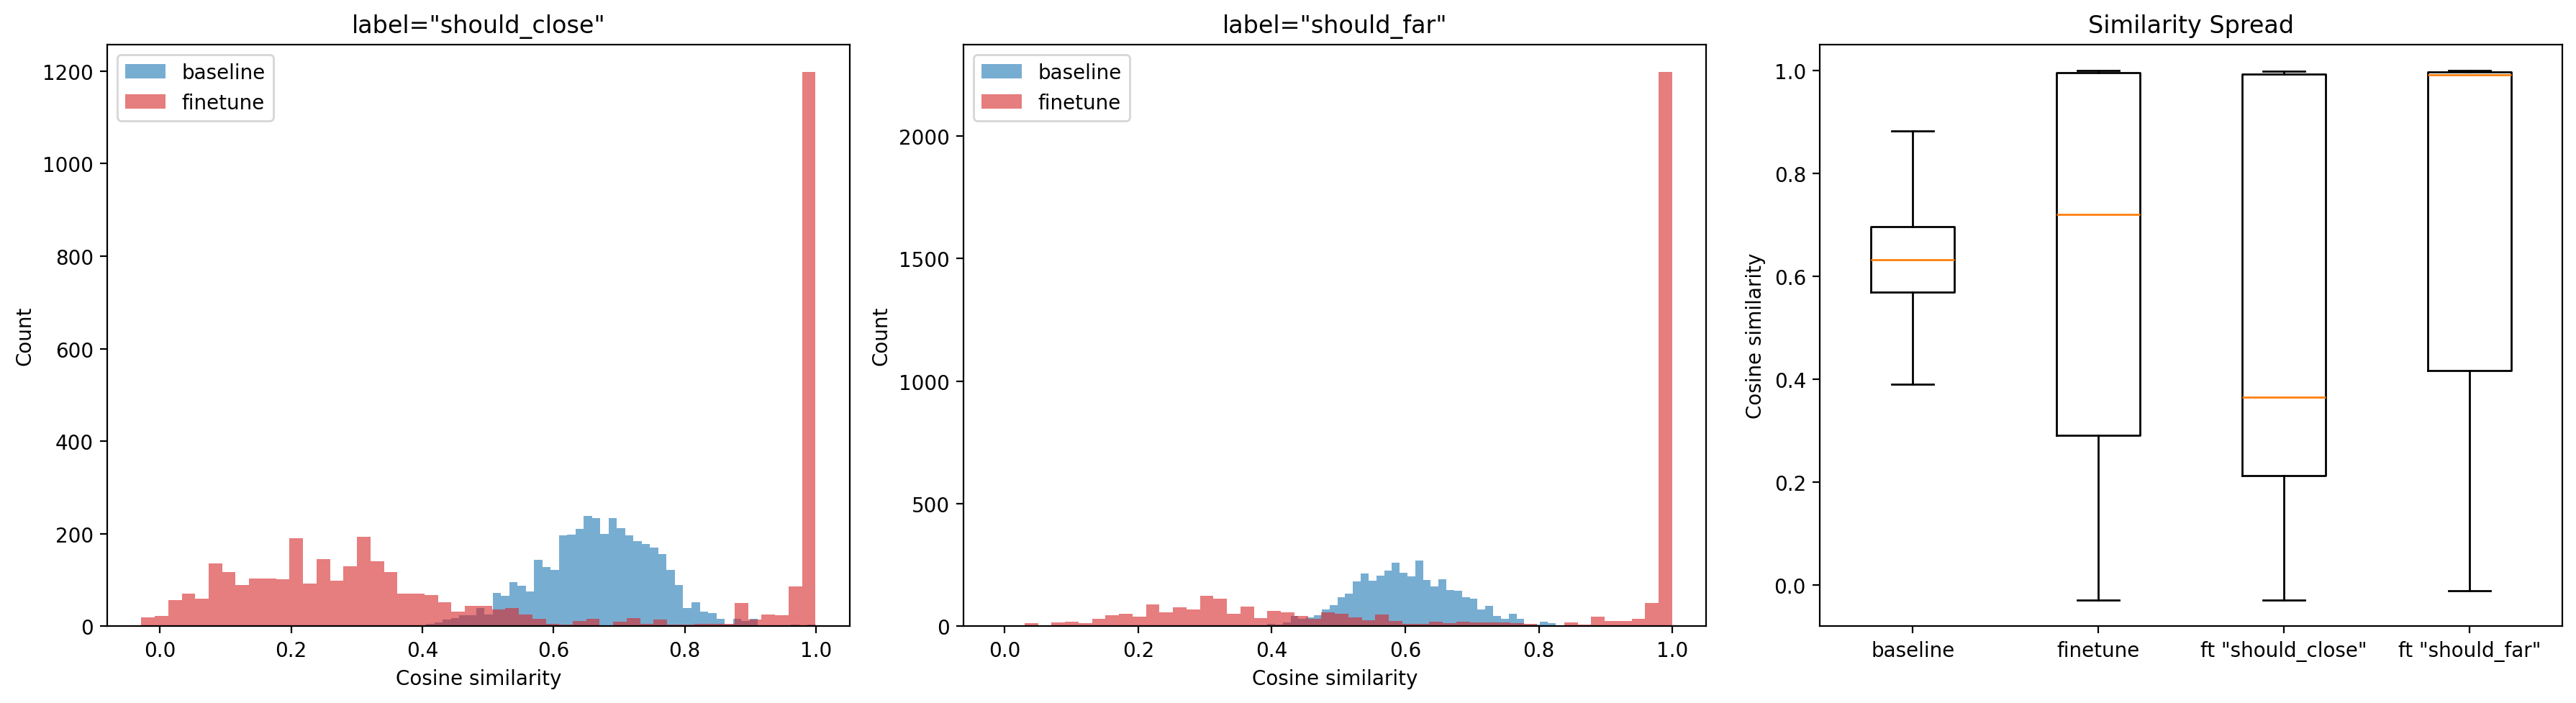 label="should_close"
baseline
finetune
1200
1000
800
600
400
200
0
Count
0.0 0.2 0.4 0.6 0.8 1.0
Cosine similarity
label="should_far"
baseline
finetune
2000
1500
1000
500
0
Count
0.0 0.2 0.4 0.6 0.8 1.0
Cosine similarity
Similarity Spread
1.0
0.8
0.6
0.4
0.2
0.0
Cosine similarity
baseline finetune ft "should_close" ft "should_far"